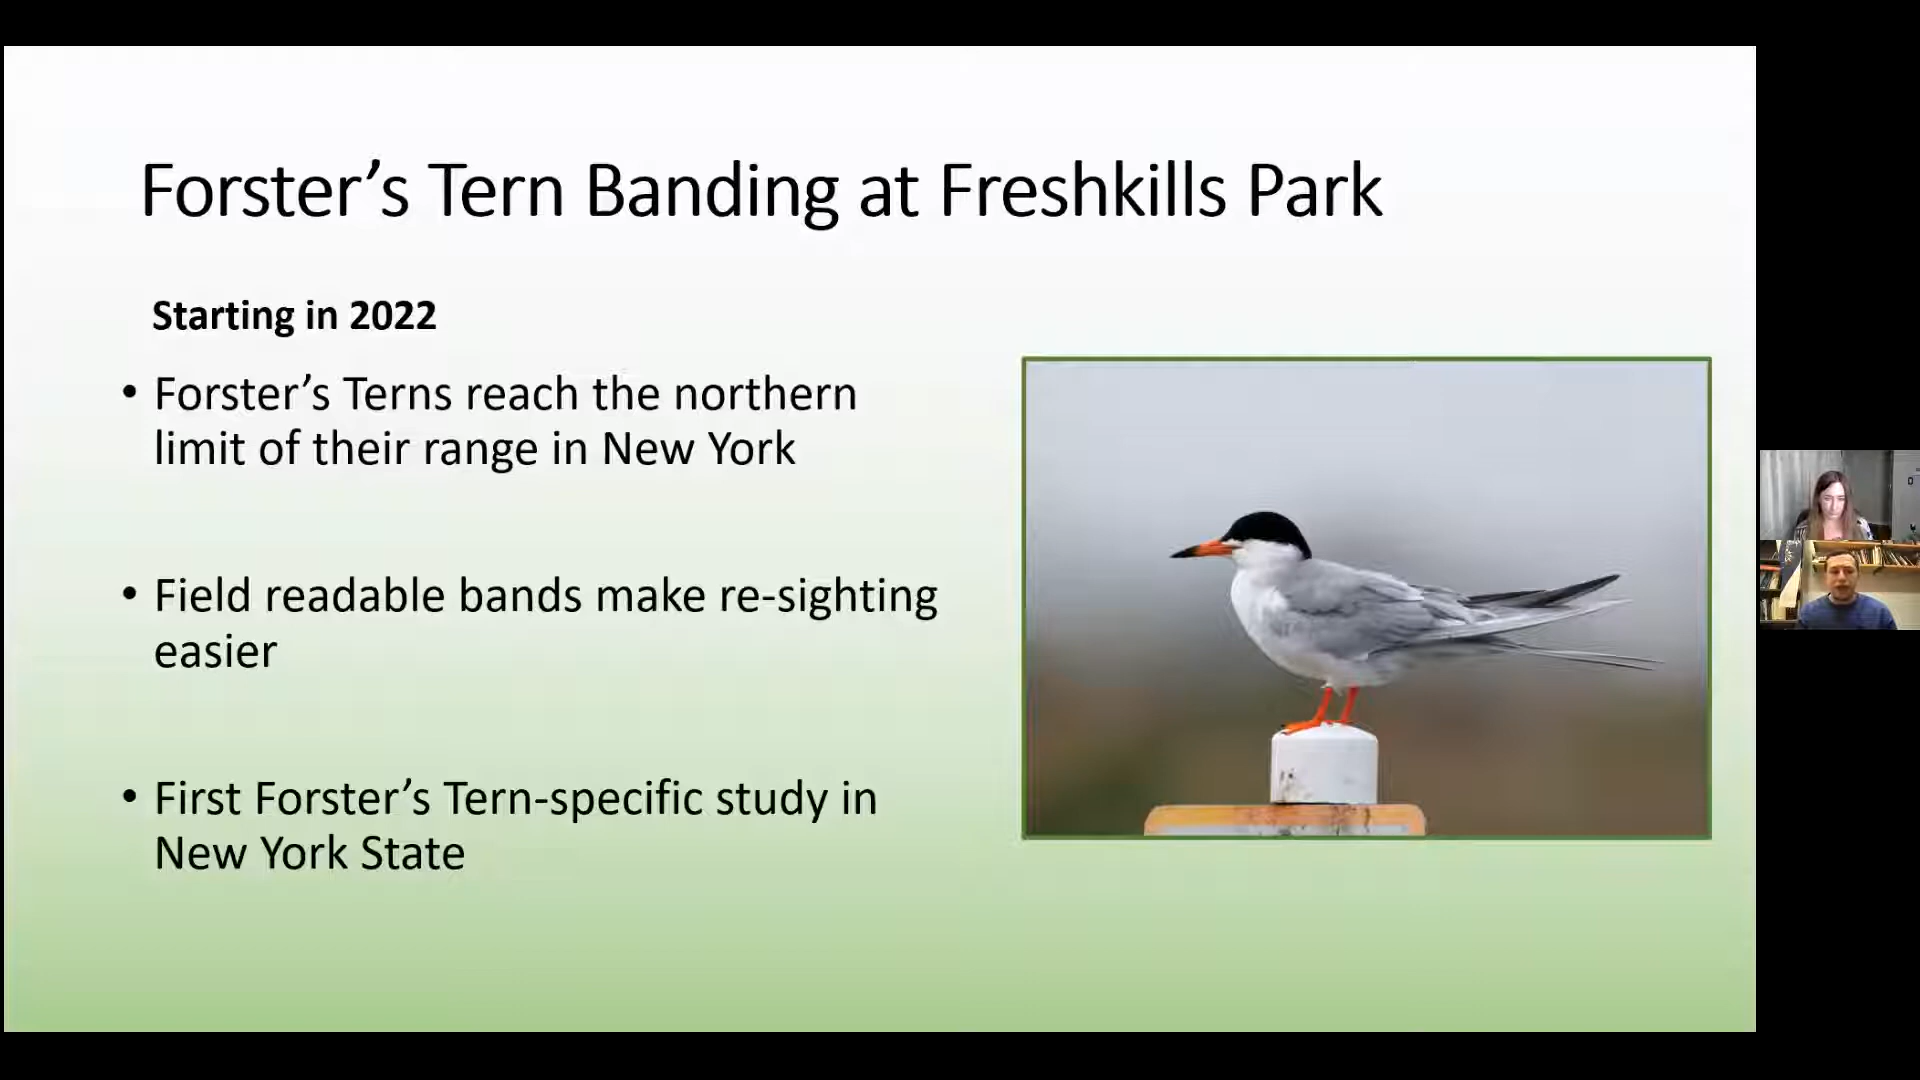 Forster’s Tern Banding at Freshkills Park
Starting in 2022
• Forster’s Terns reach the northern
limit of their range in New York
• Field readable bands make re-sighting
easier
• First Forster’s Tern-specific study in
New York State